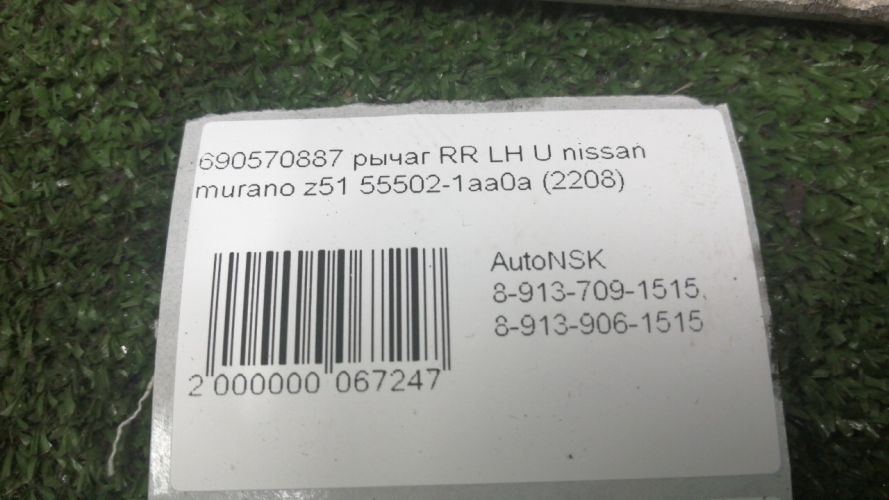 690570887 рычаг RR LH U nissan
murano z51 55502-1aa0a (2208)
AutoNSK
8-913-709-1515,
8-913-906-1515
2 000000 067247